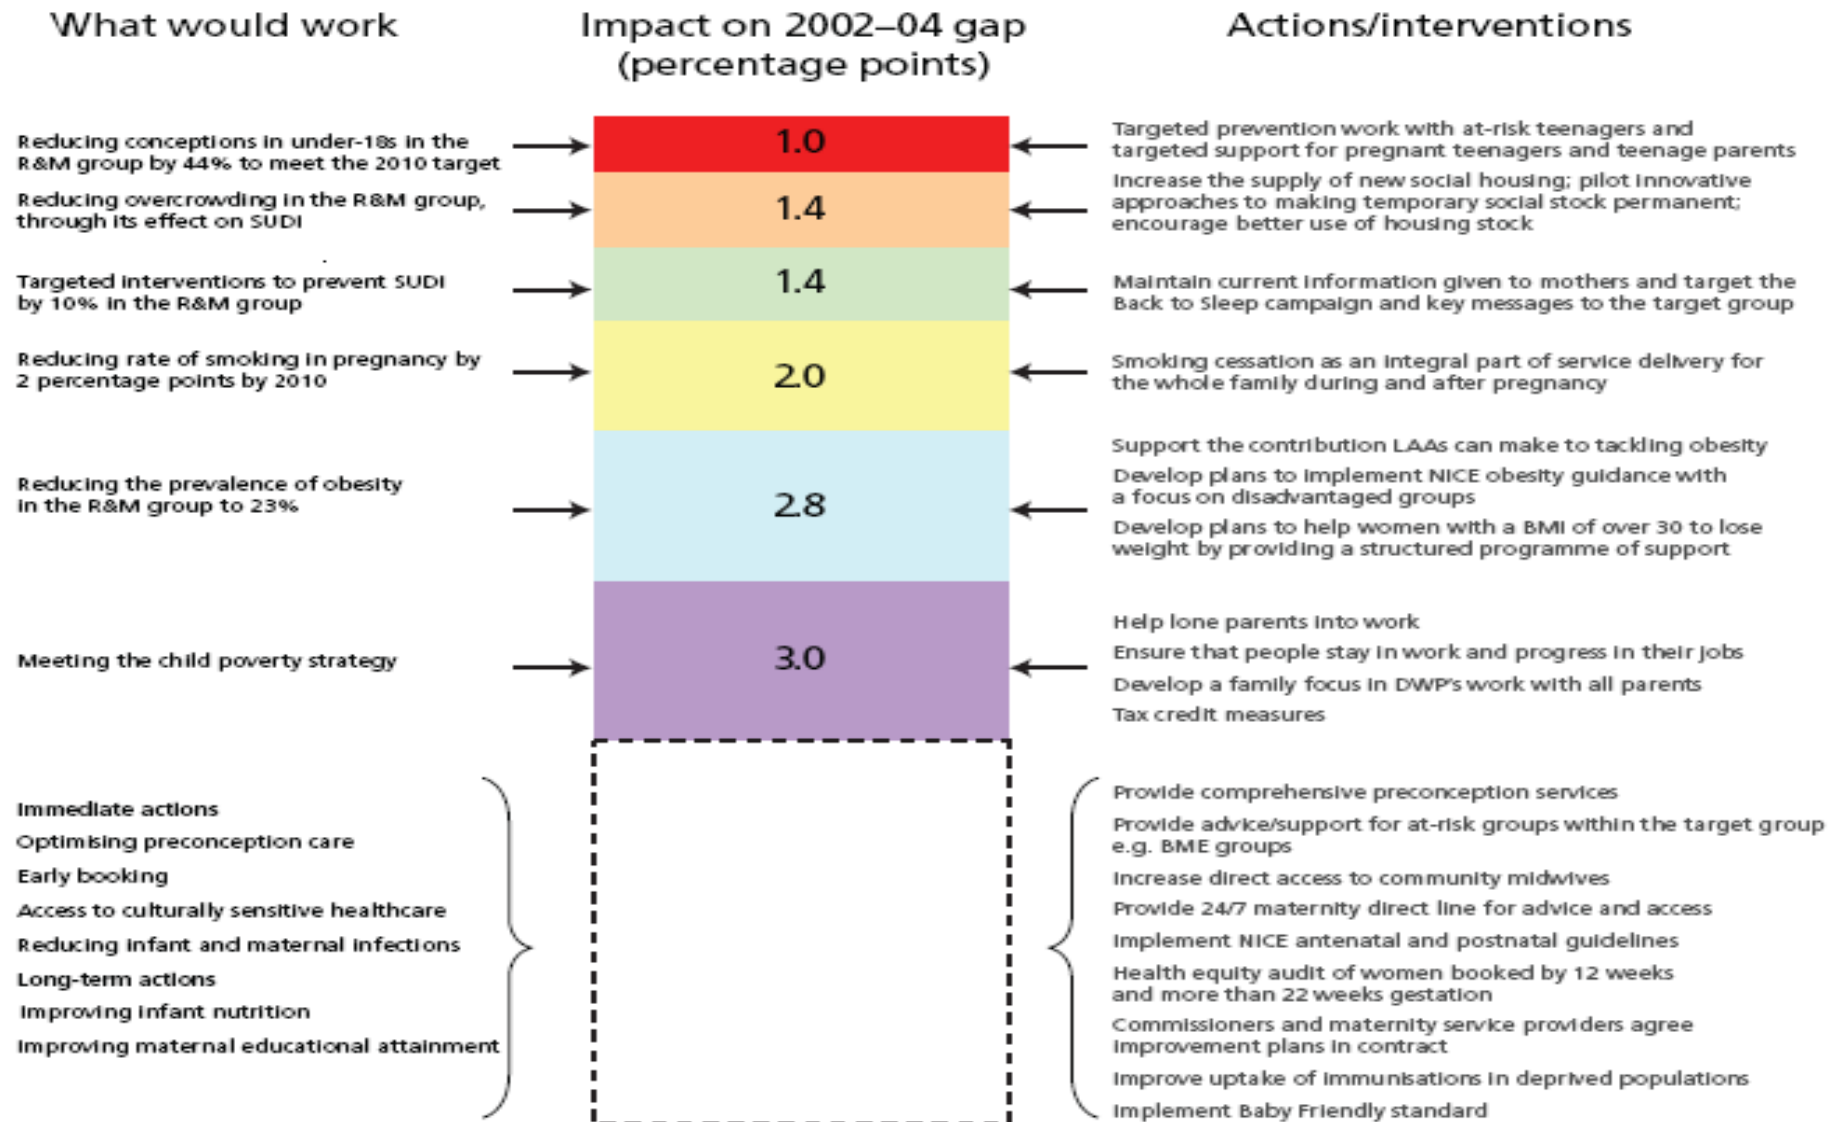 What would work
Impact on 2002–04 gap
(percentage points)
Actions/interventions
Reducing conceptions in under-18s in the
R&M group by 44% to meet the 2010 target
1.0
Targeted prevention work with at-risk teenagers and
targeted support for pregnant teenagers and teenage parents
Reducing overcrowding in the R&M group,
through its effect on SUDI
1.4
Increase the supply of new social housing; pilot innovative
approaches to making temporary social stock permanent;
encourage better use of housing stock
Targeted interventions to prevent SUDI
by 10% in the R&M group
1.4
Maintain current information given to mothers and target the
Back to Sleep campaign and key messages to the target group
Reducing rate of smoking in pregnancy by
2 percentage points by 2010
2.0
Smoking cessation as an integral part of service delivery for
the whole family during and after pregnancy
Reducing the prevalence of obesity
in the R&M group to 23%
2.8
Support the contribution LAAs can make to tackling obesity
Develop plans to implement NICE obesity guidance with
a focus on disadvantaged groups
Develop plans to help women with a BMI of over 30 to lose
weight by providing a structured programme of support
Meeting the child poverty strategy
3.0
Help lone parents into work
Ensure that people stay in work and progress in their jobs
Develop a family focus in DWP's work with all parents
Tax credit measures
Immediate actions
Optimising preconception care
Early booking
Access to culturally sensitive healthcare
Reducing infant and maternal infections
Long-term actions
Improving infant nutrition
Improving maternal educational attainment
Provide comprehensive preconception services
Provide advice/support for at-risk groups within the target group
e.g. BME groups
Increase direct access to community midwives
Provide 24/7 maternity direct line for advice and access
Implement NICE antenatal and postnatal guidelines
Health equity audit of women booked by 12 weeks
and more than 22 weeks gestation
Commissioners and maternity service providers agree
improvement plans in contract
Improve uptake of immunisations in deprived populations
Implement Baby Friendly standard